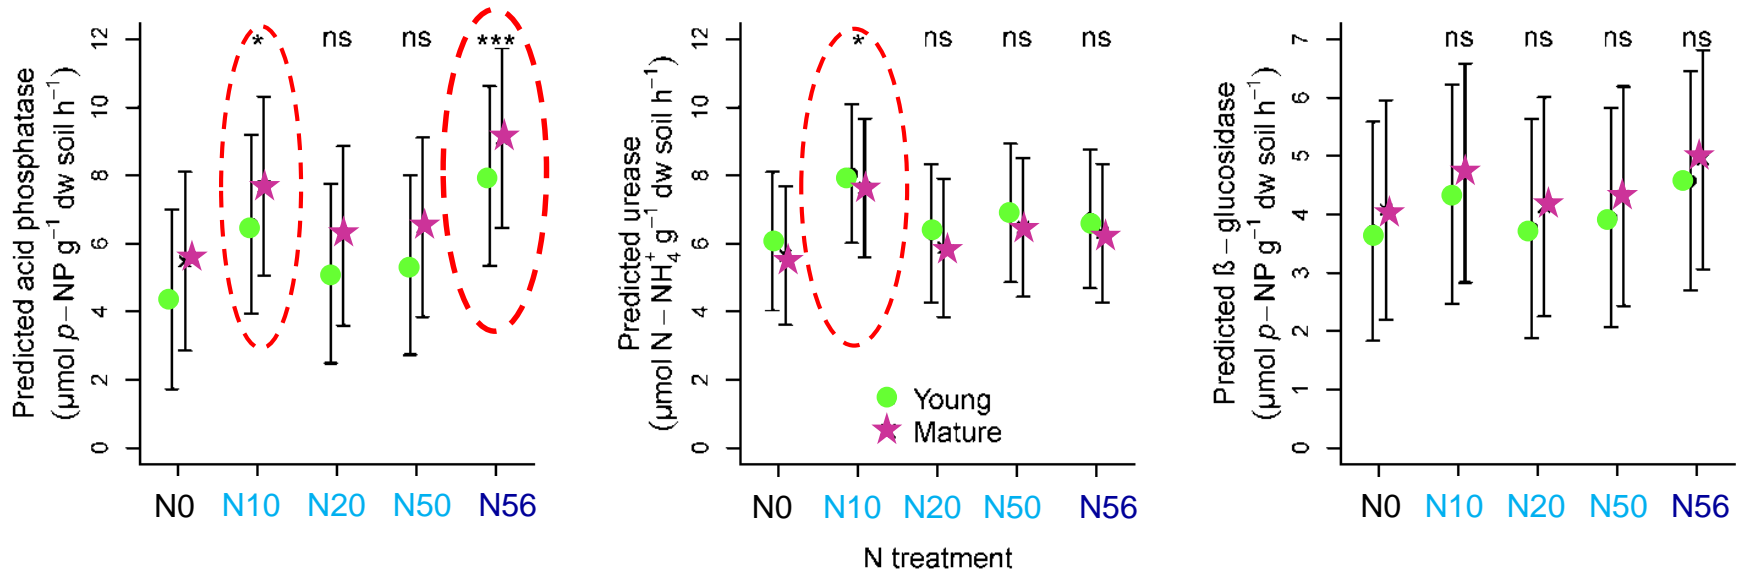 Predicted acid phosphatase
(µmol p−NP g−1 dw soil h−1)
12
10
8
6
4
2
0
*
ns
ns
***
N0
N10
N20
N50
N56
Predicted urease
(µmol N−NH4+ g−1 dw soil h−1)
12
10
8
6
4
2
0
*
ns
ns
ns
Young
Mature
N0
N10
N20
N50
N56
N treatment
Predicted ß−glucosidase
(µmol p−NP g−1 dw soil h−1)
7
6
5
4
3
2
1
0
ns
ns
ns
ns
N0
N10
N20
N50
N56